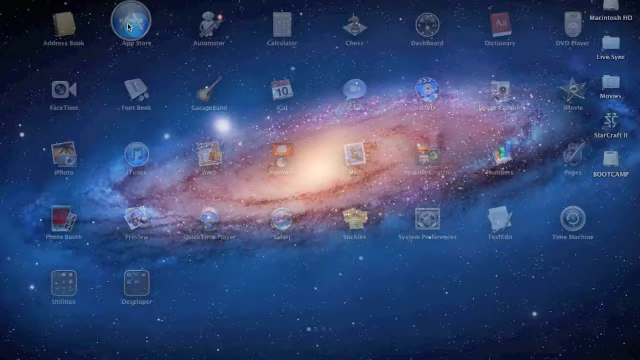 Address Book
App Store
Automator
Calculator
Chess
Dashboard
Dictionary
DVD Player
Macintosh HD
FaceTime
Font Book
GarageBand
iCal
iMovie
Live Sync
Movies
StarCraft II
BOOTCAMP
iPhoto
iTunes
Numbers
Pages
Photo Booth
Preview
QuickTime Player
Safari
Stickies
System Preferences
TextEdit
Time Machine
Utilities
Developer